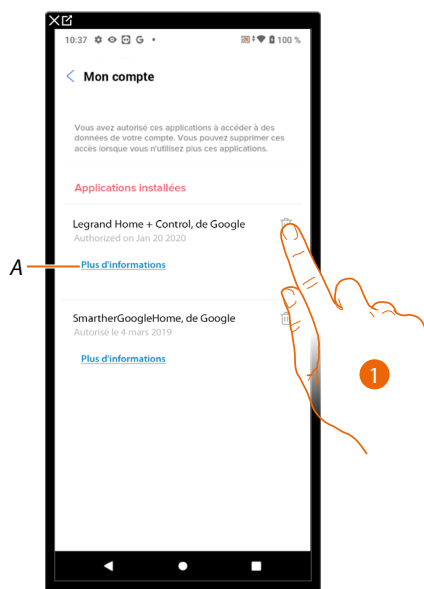 10:37 G 100 %
Mon compte
Vous avez autorisé ces applications à accéder à des
données de votre compte. Vous pouvez supprimer ces
accès lorsque vous n'utilisez plus ces applications.
Applications installées
Legrand Home + Control, de Google
Authorized on Jan 20 2020
A
Plus d'informations
SmartherGoogleHome, de Google
Autorisé le 4 mars 2019
Plus d'informations
1